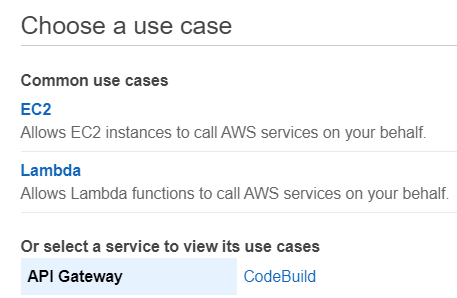 Choose a use case
Common use cases
EC2
Allows EC2 instances to call AWS services on your behalf.
Lambda
Allows Lambda functions to call AWS services on your behalf.
Or select a service to view its use cases
API Gateway CodeBuild